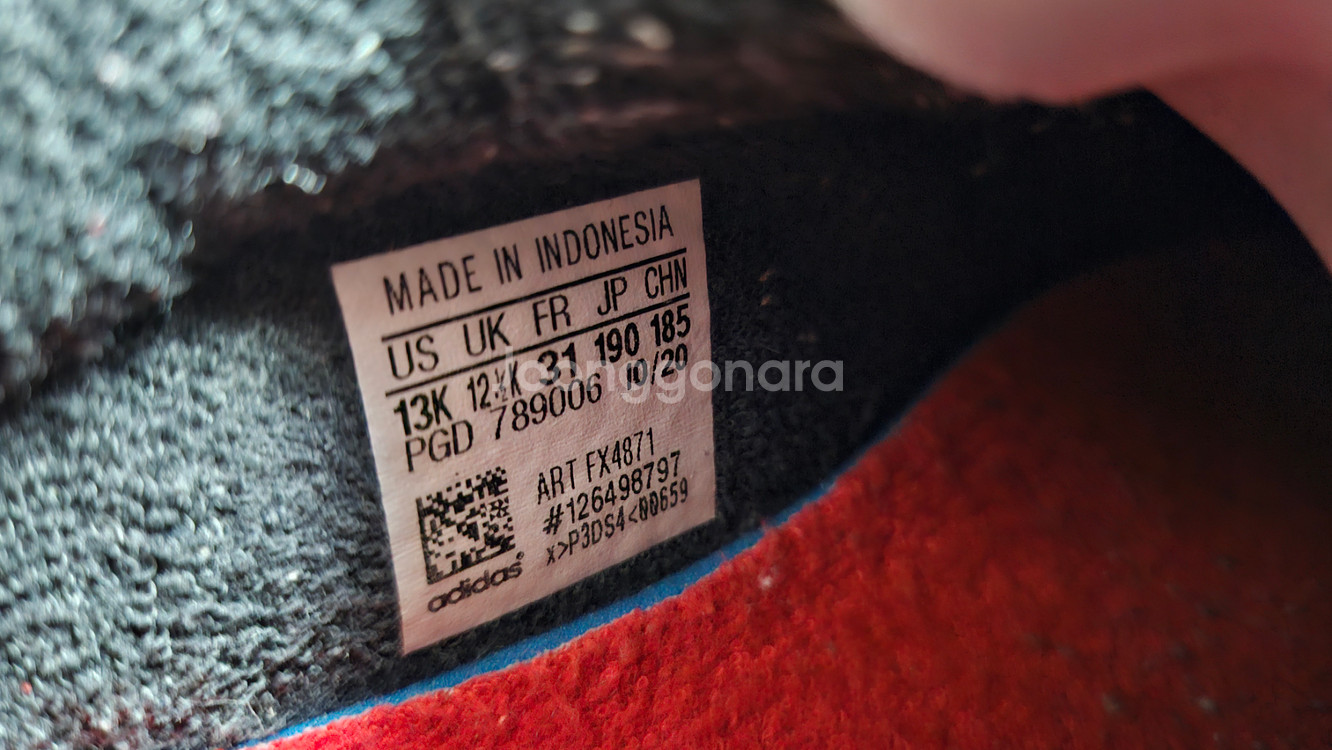 MADE IN INDONESIA
US UK FR JP CHN
13K 12½K 31 190 185
PGD 789006 10/20
ART FX4871
#126498797
x>P3DS4<00659
adidas
joonggonara